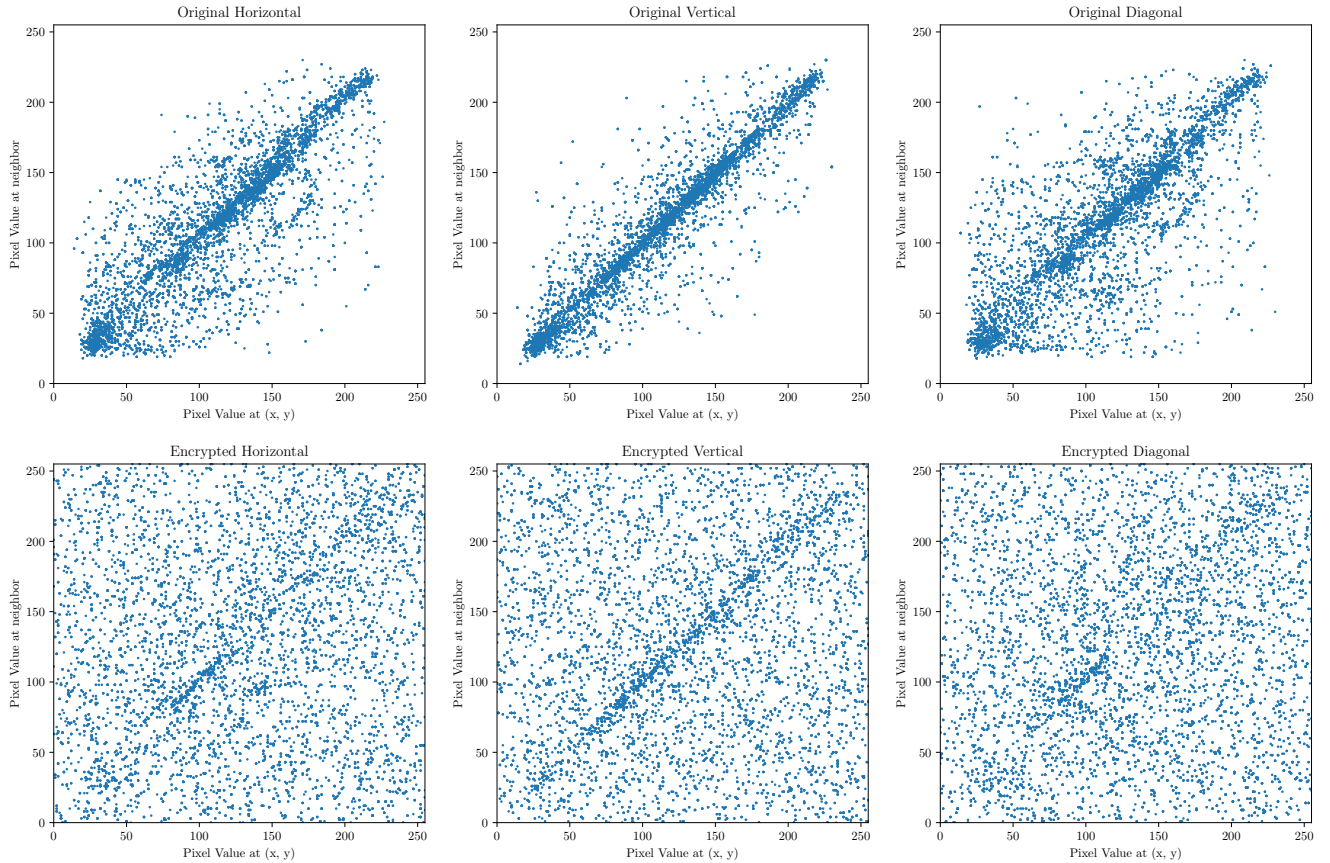 Original Horizontal
Original Vertical
Original Diagonal
250
200
150
100
50
0
Pixel Value at neighbor
0 50 100 150 200 250
Pixel Value at (x, y)
250
200
150
100
50
0
Pixel Value at neighbor
0 50 100 150 200 250
Pixel Value at (x, y)
250
200
150
100
50
0
Pixel Value at neighbor
0 50 100 150 200 250
Pixel Value at (x, y)
Encrypted Horizontal
Encrypted Vertical
Encrypted Diagonal
250
200
150
100
50
0
Pixel Value at neighbor
0 50 100 150 200 250
Pixel Value at (x, y)
250
200
150
100
50
0
Pixel Value at neighbor
0 50 100 150 200 250
Pixel Value at (x, y)
250
200
150
100
50
0
Pixel Value at neighbor
0 50 100 150 200 250
Pixel Value at (x, y)